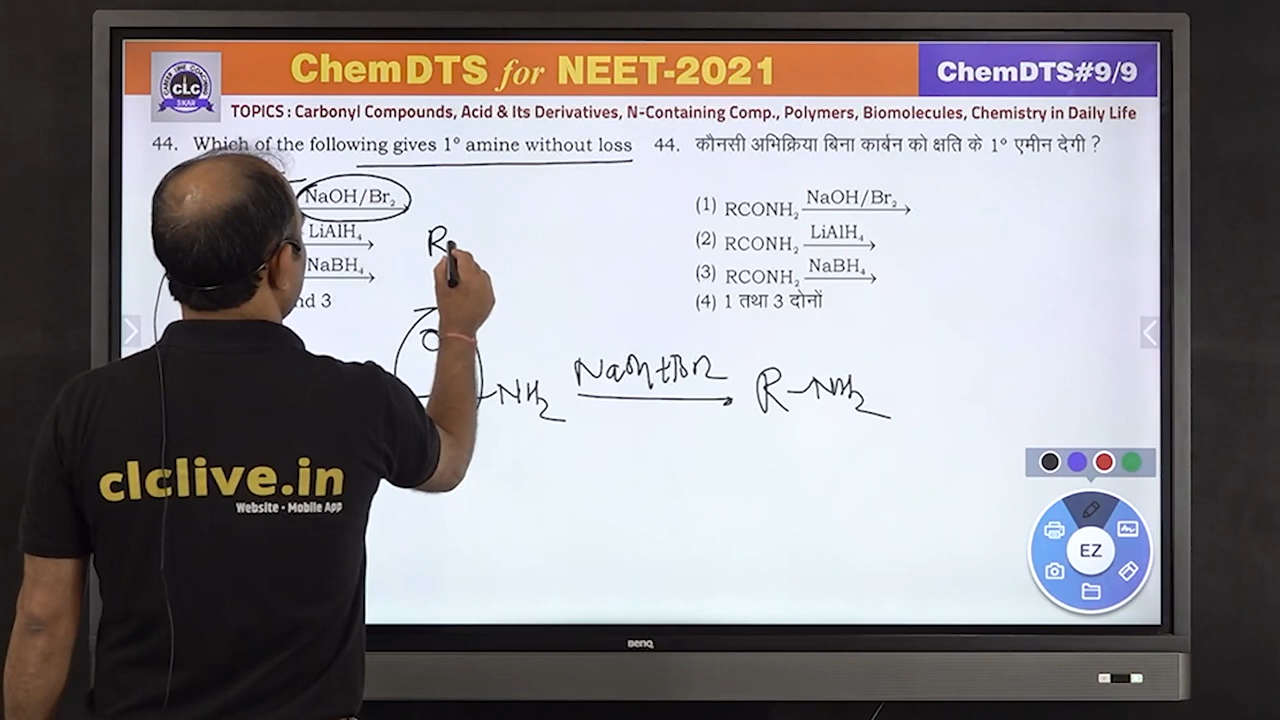 ChemDTS for NEET-2021
ChemDTS#9/9
CLC
SIKAR
TOPICS : Carbonyl Compounds, Acid & Its Derivatives, N-Containing Comp., Polymers, Biomolecules, Chemistry in Daily Life
44. Which of the following gives 1° amine without loss
NaOH/Br₂
LiAlH₄
NaBH₄
nd 3
44. कौनसी अभिक्रिया बिना कार्बन को क्षति के 1° एमीन देगी ?
(1) RCONH₂ NaOH/Br₂
(2) RCONH₂ LiAlH₄
(3) RCONH₂ NaBH₄
(4) 1 तथा 3 दोनों
R
O
NH₂ NaOH+Br2 R-NH₂
EZ
BenQ
clclive.in
Website • Mobile App